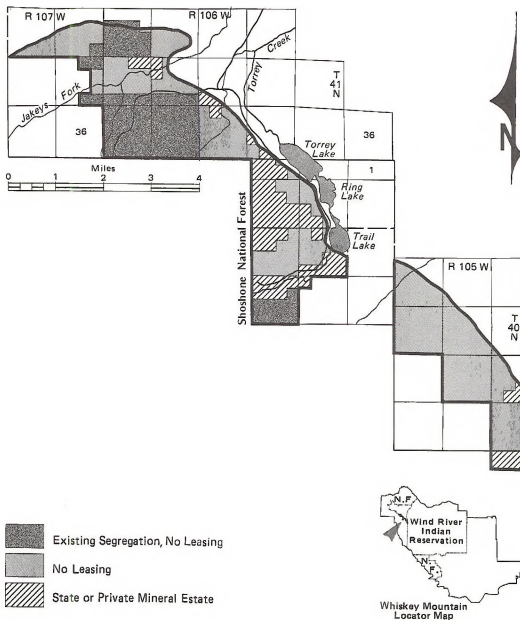 R 107 W
R 106 W
Torrey
Creek
T
41
N
Jakeys Fork
36
36
N
Miles
0 1 2 3 4
Torrey
Lake
1
Ring
Lake
Trail
Lake
Shoshone National Forest
R 105 W
T
40
N
Existing Segregation, No Leasing
No Leasing
State or Private Mineral Estate
N.F.
Wind River
Indian
Reservation
N.
F.
Whiskey Mountain
Locator Map